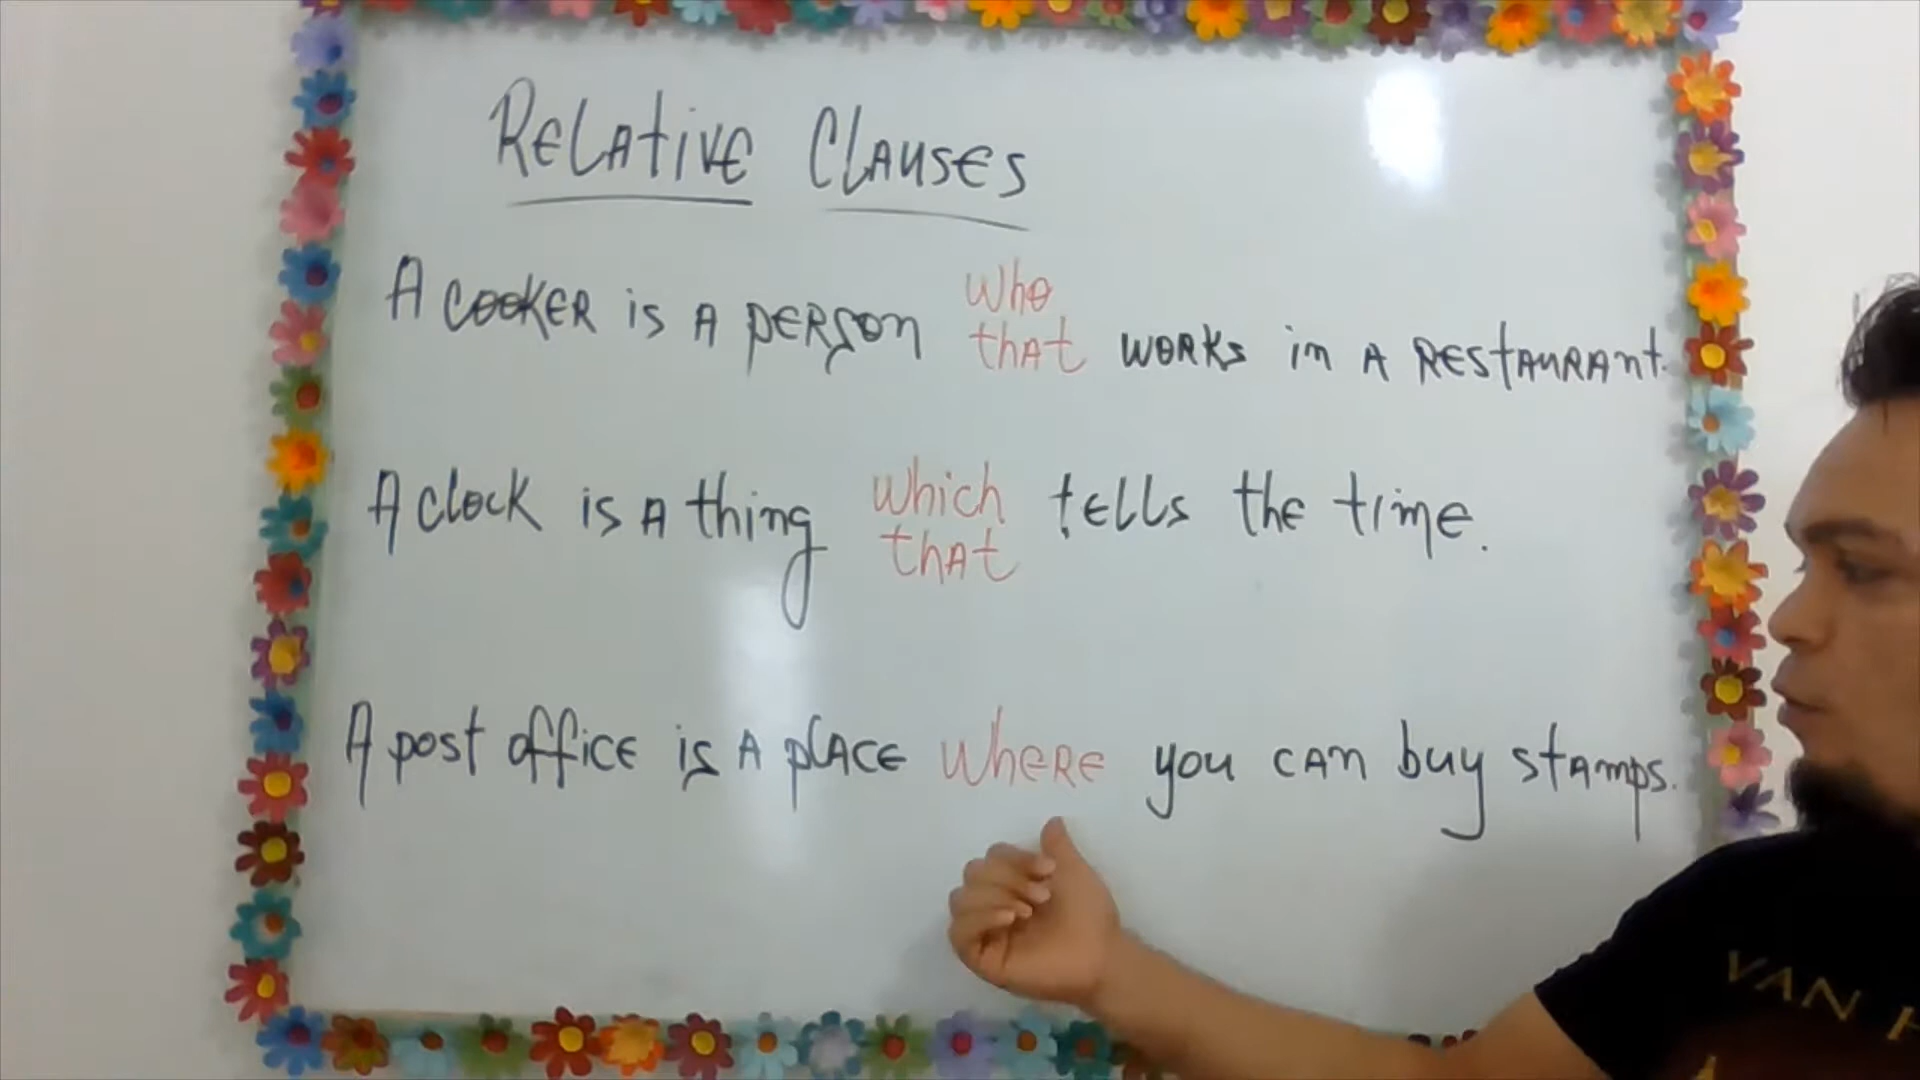 Relative Clauses
A cooker is a person who
that works in a restaurant.
A clock is a thing which tells the time.
that
A post office is a place where you can buy stamps.
VAN H